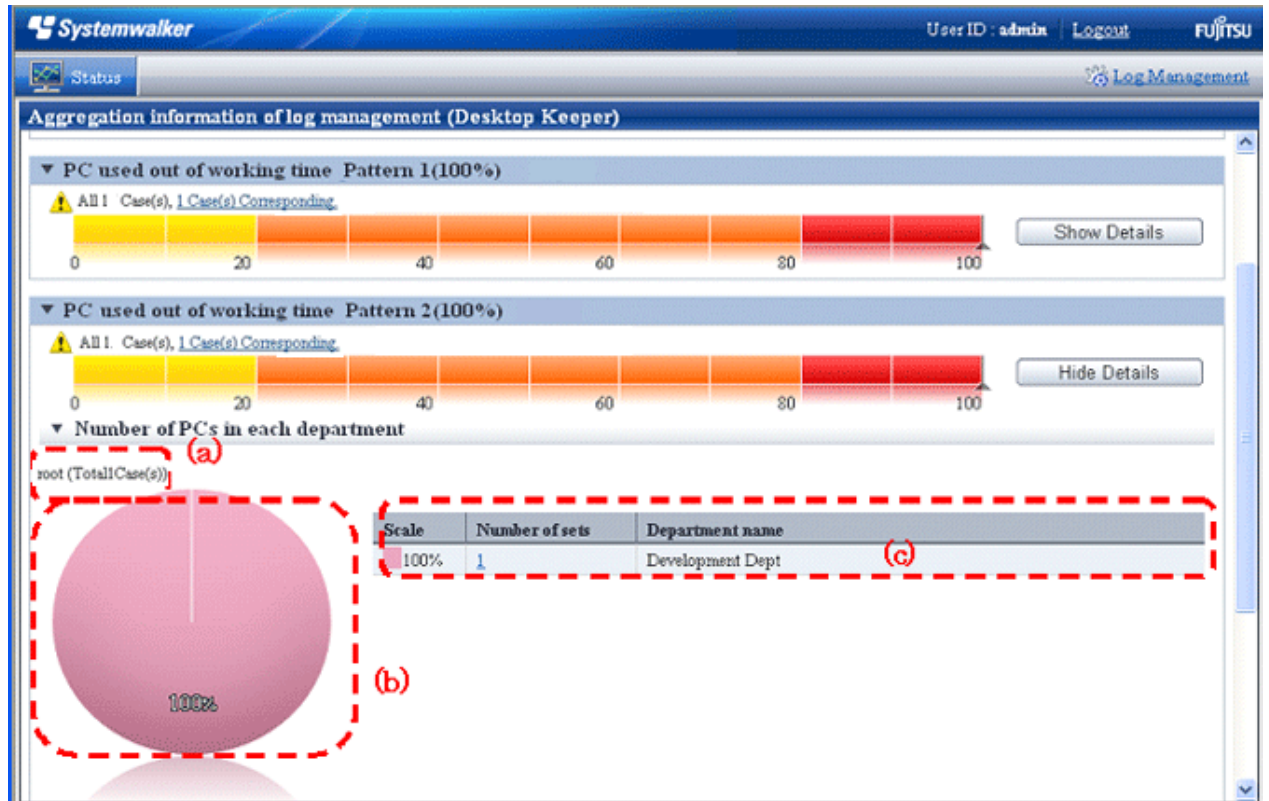 Systemwalker User ID : admin Logout FUJITSU
Status Log Management
Aggregation information of log management (Desktop Keeper)
▼ PC used out of working time Pattern 1(100%)
All 1 Case(s), 1 Case(s) Corresponding.
Show Details
0 20 40 60 80 100
▼ PC used out of working time Pattern 2(100%)
All 1. Case(s), 1 Case(s) Corresponding.
Hide Details
0 20 40 60 80 100
▼ Number of PCs in each department
(a)
root (Total1Case(s))
Scale Number of sets Department name
100% 1 Development Dept
(c)
(b)
100%